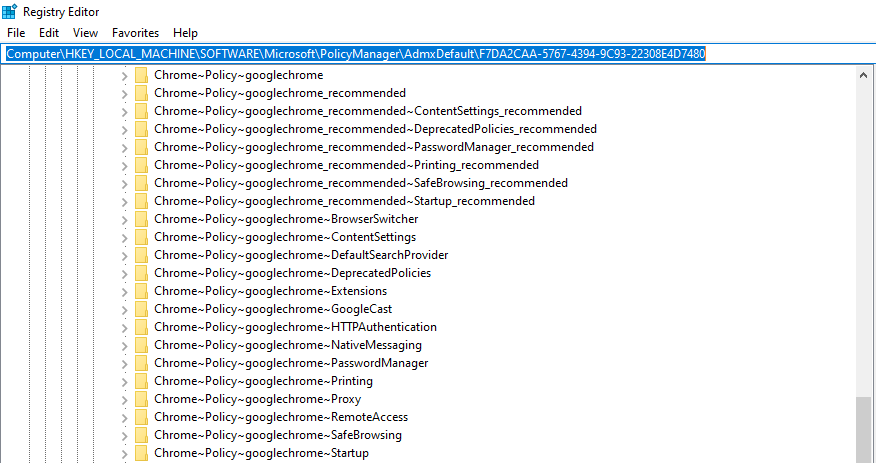 Registry Editor
File Edit View Favorites Help
Computer\HKEY_LOCAL_MACHINE\SOFTWARE\Microsoft\PolicyManager\AdmxDefault\F7DA2CAA-5767-4394-9C93-22308E4D7480
Chrome~Policy~googlechrome
Chrome~Policy~googlechrome_recommended
Chrome~Policy~googlechrome_recommended~ContentSettings_recommended
Chrome~Policy~googlechrome_recommended~DeprecatedPolicies_recommended
Chrome~Policy~googlechrome_recommended~PasswordManager_recommended
Chrome~Policy~googlechrome_recommended~Printing_recommended
Chrome~Policy~googlechrome_recommended~SafeBrowsing_recommended
Chrome~Policy~googlechrome_recommended~Startup_recommended
Chrome~Policy~googlechrome~BrowserSwitcher
Chrome~Policy~googlechrome~ContentSettings
Chrome~Policy~googlechrome~DefaultSearchProvider
Chrome~Policy~googlechrome~DeprecatedPolicies
Chrome~Policy~googlechrome~Extensions
Chrome~Policy~googlechrome~GoogleCast
Chrome~Policy~googlechrome~HTTPAuthentication
Chrome~Policy~googlechrome~NativeMessaging
Chrome~Policy~googlechrome~PasswordManager
Chrome~Policy~googlechrome~Printing
Chrome~Policy~googlechrome~Proxy
Chrome~Policy~googlechrome~RemoteAccess
Chrome~Policy~googlechrome~SafeBrowsing
Chrome~Policy~googlechrome~Startup